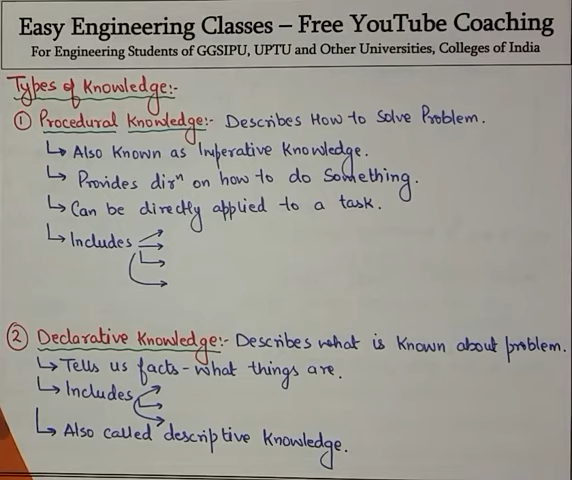 Easy Engineering Classes – Free YouTube Coaching
For Engineering Students of GGSIPU, UPTU and Other Universities, Colleges of India
Types of Knowledge:-
① Procedural Knowledge:- Describes How to Solve Problem.
↳ Also Known as Imperative Knowledge.
↳ Provides dirⁿ on how to do Something.
↳ Can be directly applied to a task.
↳ Includes
② Declarative Knowledge:- Describes what is Known about problem.
↳ Tells us facts - what things are.
↳ Includes
↳ Also called descriptive Knowledge.